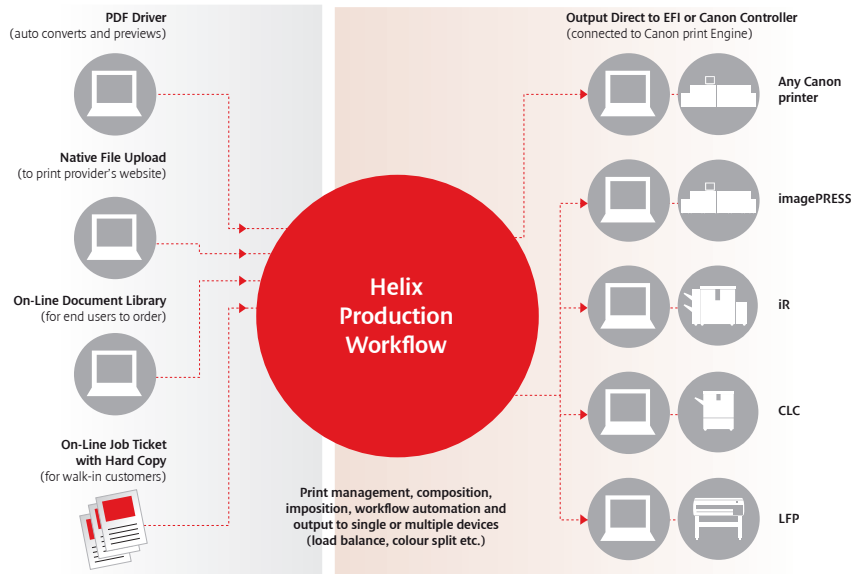 PDF Driver
(auto converts and previews)
Native File Upload
(to print provider's website)
On-Line Document Library
(for end users to order)
On-Line Job Ticket
with Hard Copy
(for walk-in customers)
Helix
Production
Workflow
Print management, composition,
imposition, workflow automation and
output to single or multiple devices
(load balance, colour split etc.)
Output Direct to EFI or Canon Controller
(connected to Canon print Engine)
Any Canon
printer
imagePRESS
iR
CLC
LFP